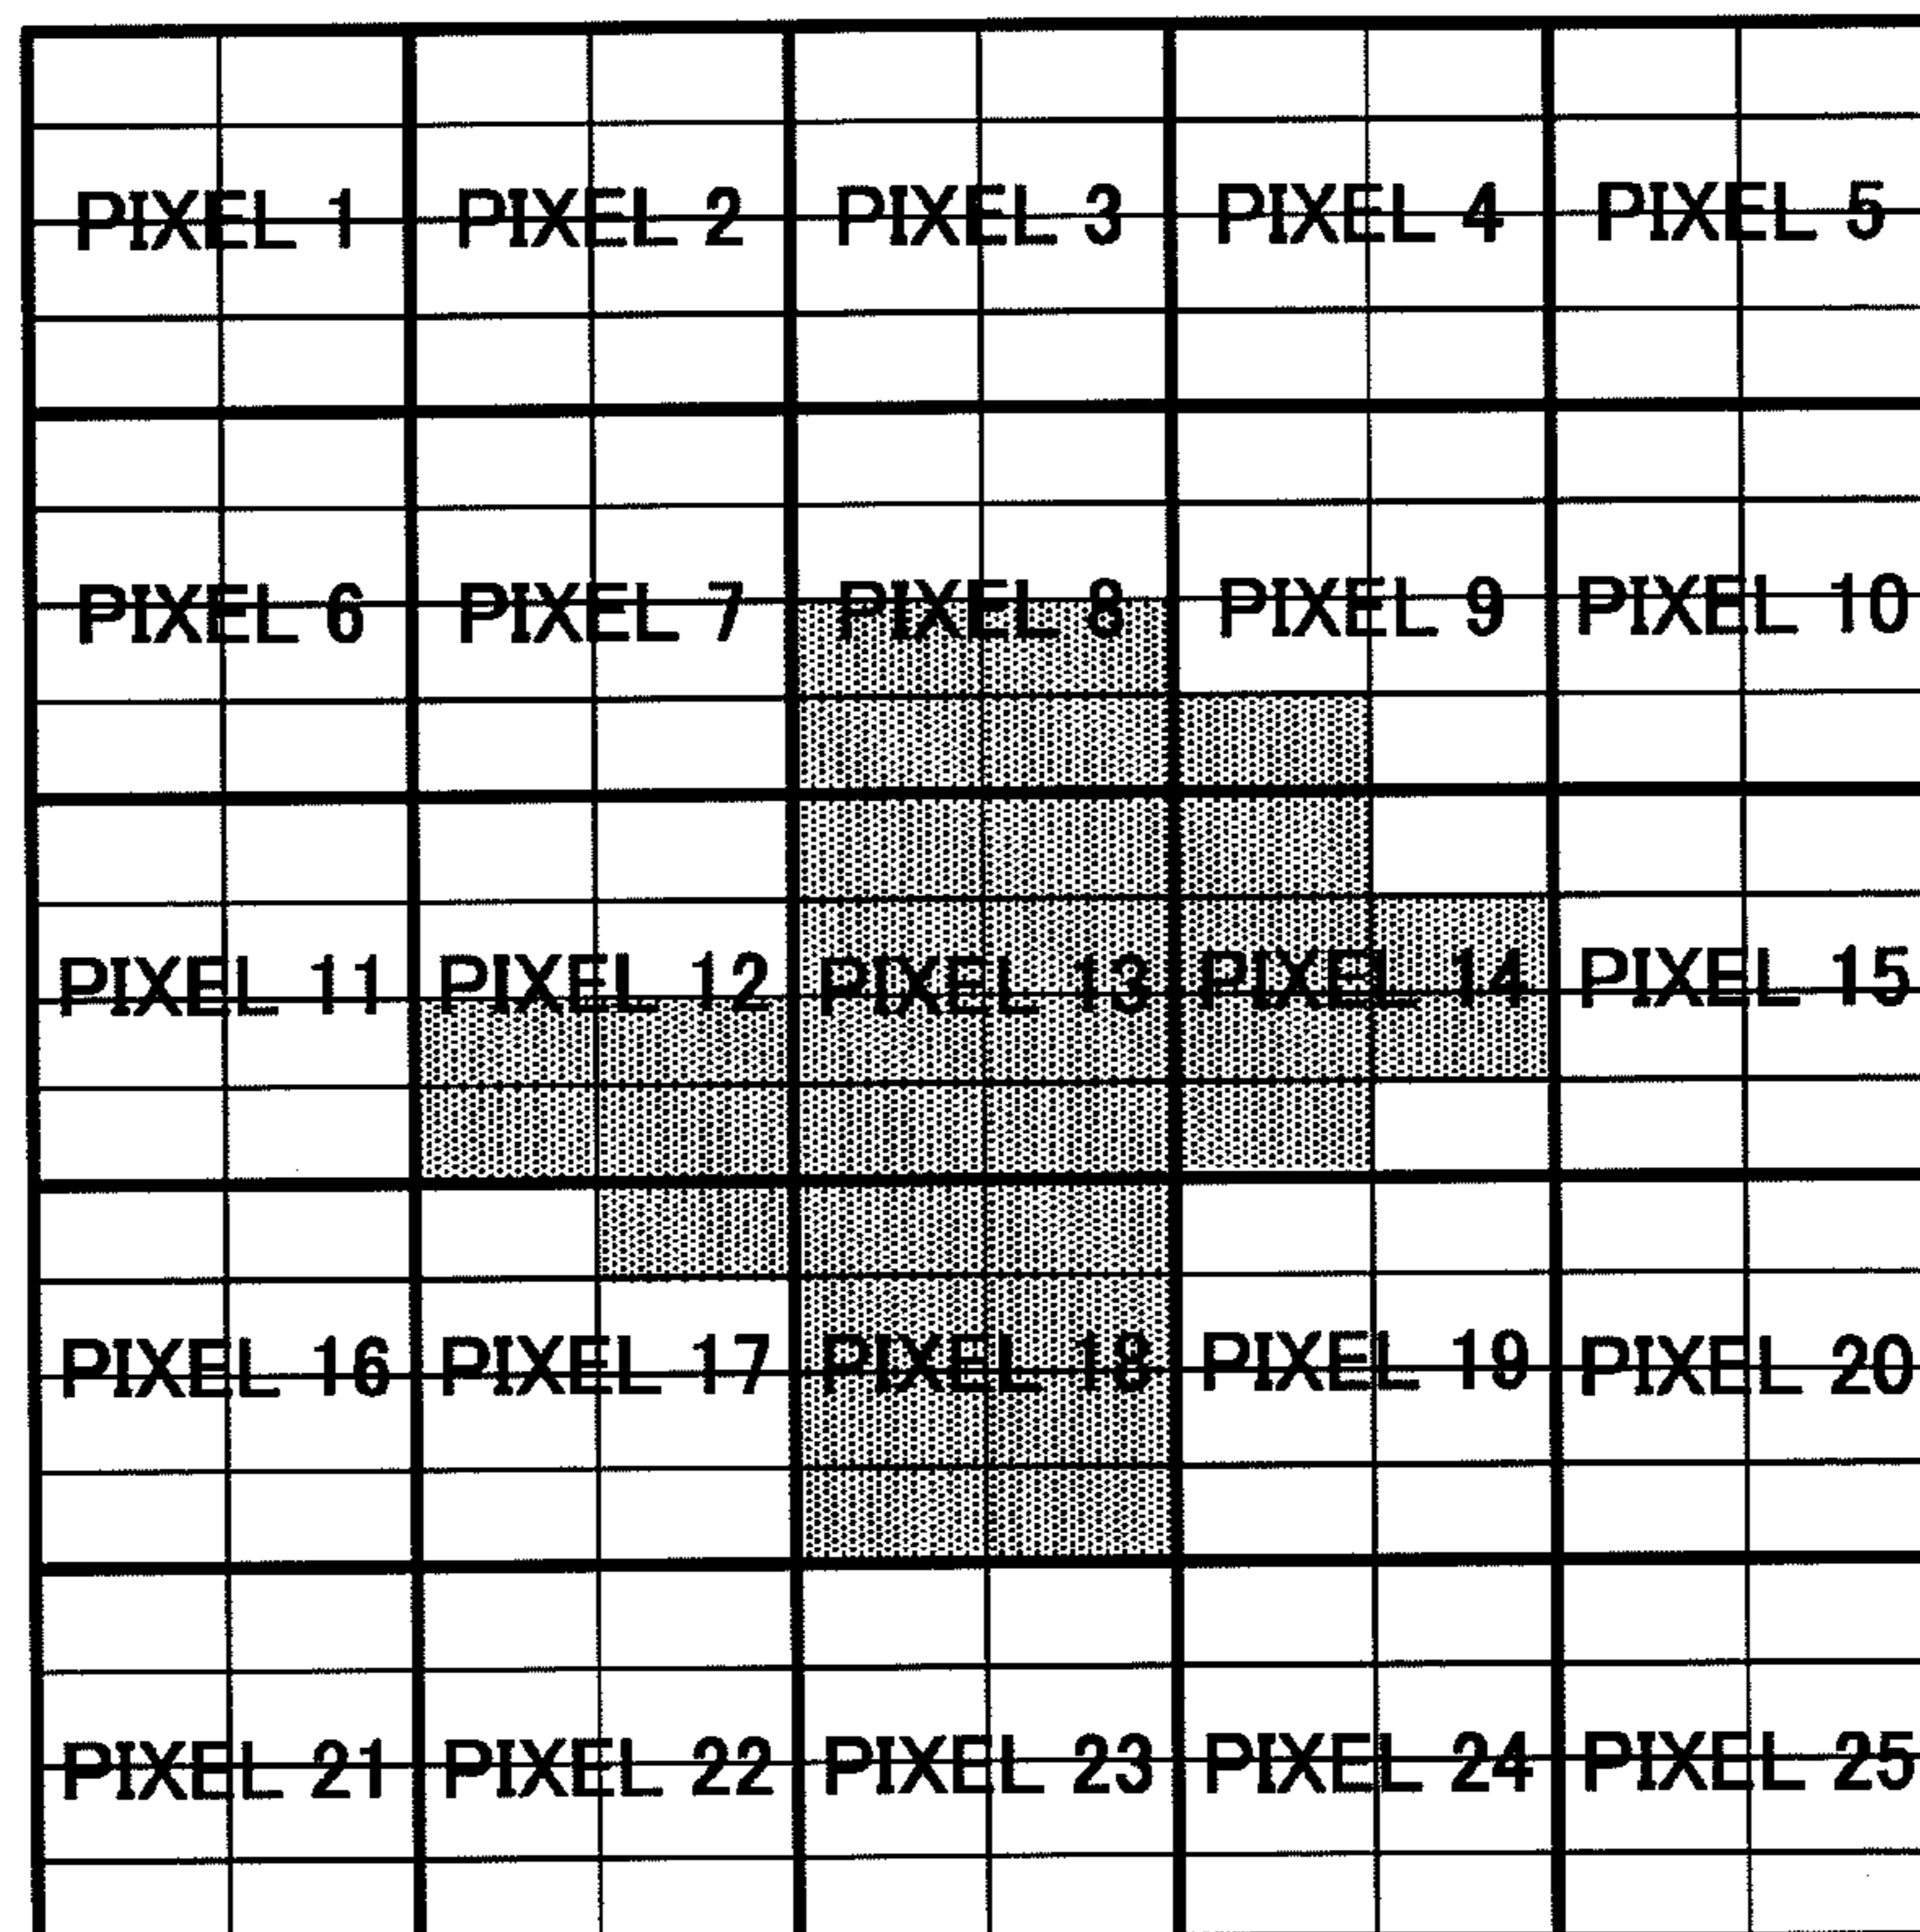 PIXEL 1 PIXEL 2 PIXEL 3 PIXEL 4 PIXEL 5
PIXEL 6 PIXEL 7 PIXEL 8 PIXEL 9 PIXEL 10
PIXEL 11 PIXEL 12 PIXEL 13 PIXEL 14 PIXEL 15
PIXEL 16 PIXEL 17 PIXEL 18 PIXEL 19 PIXEL 20
PIXEL 21 PIXEL 22 PIXEL 23 PIXEL 24 PIXEL 25